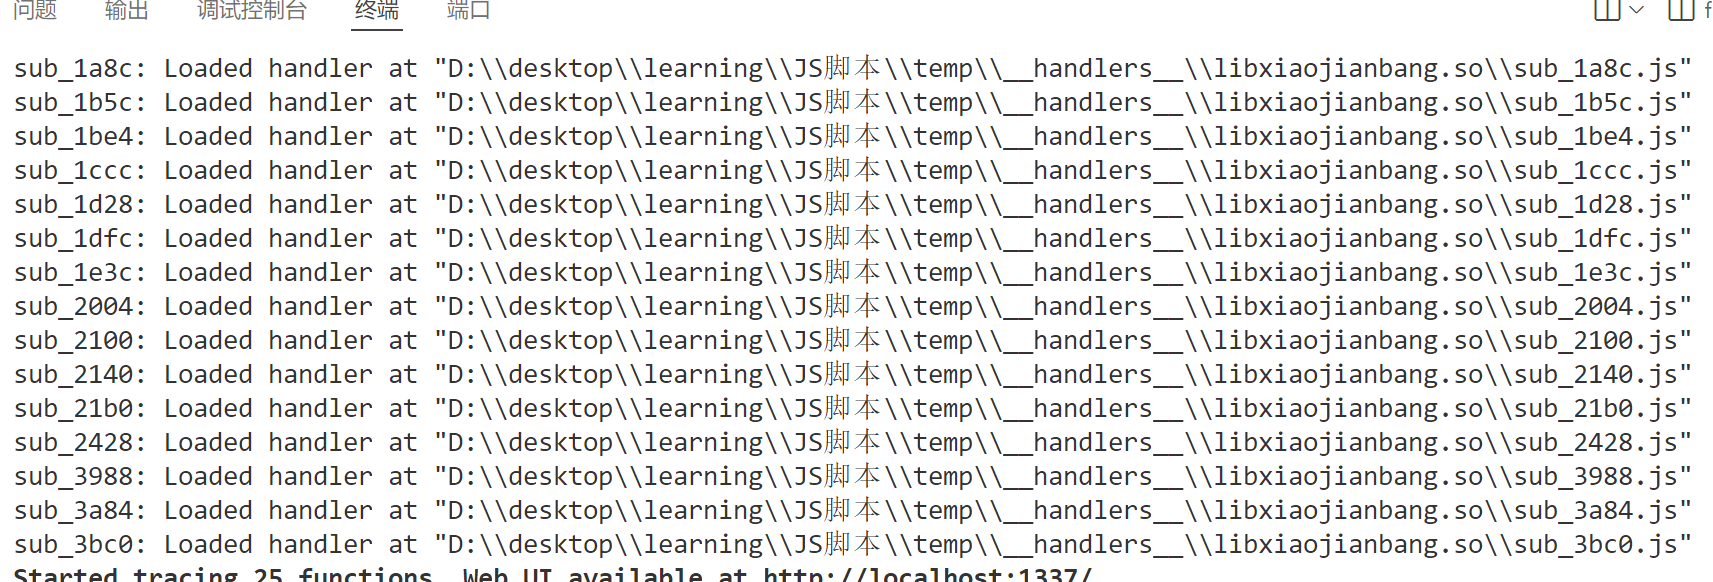 问题 输出 调试控制台 终端 端口
sub_1a8c: Loaded handler at "D:\\desktop\\learning\\JS脚本\\temp\\__handlers__\\libxiaojianbang.so\\sub_1a8c.js"
sub_1b5c: Loaded handler at "D:\\desktop\\learning\\JS脚本\\temp\\__handlers__\\libxiaojianbang.so\\sub_1b5c.js"
sub_1be4: Loaded handler at "D:\\desktop\\learning\\JS脚本\\temp\\__handlers__\\libxiaojianbang.so\\sub_1be4.js"
sub_1ccc: Loaded handler at "D:\\desktop\\learning\\JS脚本\\temp\\__handlers__\\libxiaojianbang.so\\sub_1ccc.js"
sub_1d28: Loaded handler at "D:\\desktop\\learning\\JS脚本\\temp\\__handlers__\\libxiaojianbang.so\\sub_1d28.js"
sub_1dfc: Loaded handler at "D:\\desktop\\learning\\JS脚本\\temp\\__handlers__\\libxiaojianbang.so\\sub_1dfc.js"
sub_1e3c: Loaded handler at "D:\\desktop\\learning\\JS脚本\\temp\\__handlers__\\libxiaojianbang.so\\sub_1e3c.js"
sub_2004: Loaded handler at "D:\\desktop\\learning\\JS脚本\\temp\\__handlers__\\libxiaojianbang.so\\sub_2004.js"
sub_2100: Loaded handler at "D:\\desktop\\learning\\JS脚本\\temp\\__handlers__\\libxiaojianbang.so\\sub_2100.js"
sub_2140: Loaded handler at "D:\\desktop\\learning\\JS脚本\\temp\\__handlers__\\libxiaojianbang.so\\sub_2140.js"
sub_21b0: Loaded handler at "D:\\desktop\\learning\\JS脚本\\temp\\__handlers__\\libxiaojianbang.so\\sub_21b0.js"
sub_2428: Loaded handler at "D:\\desktop\\learning\\JS脚本\\temp\\__handlers__\\libxiaojianbang.so\\sub_2428.js"
sub_3988: Loaded handler at "D:\\desktop\\learning\\JS脚本\\temp\\__handlers__\\libxiaojianbang.so\\sub_3988.js"
sub_3a84: Loaded handler at "D:\\desktop\\learning\\JS脚本\\temp\\__handlers__\\libxiaojianbang.so\\sub_3a84.js"
sub_3bc0: Loaded handler at "D:\\desktop\\learning\\JS脚本\\temp\\__handlers__\\libxiaojianbang.so\\sub_3bc0.js"
Started tracing 25 functions. Web UI available at http://localhost:1337/